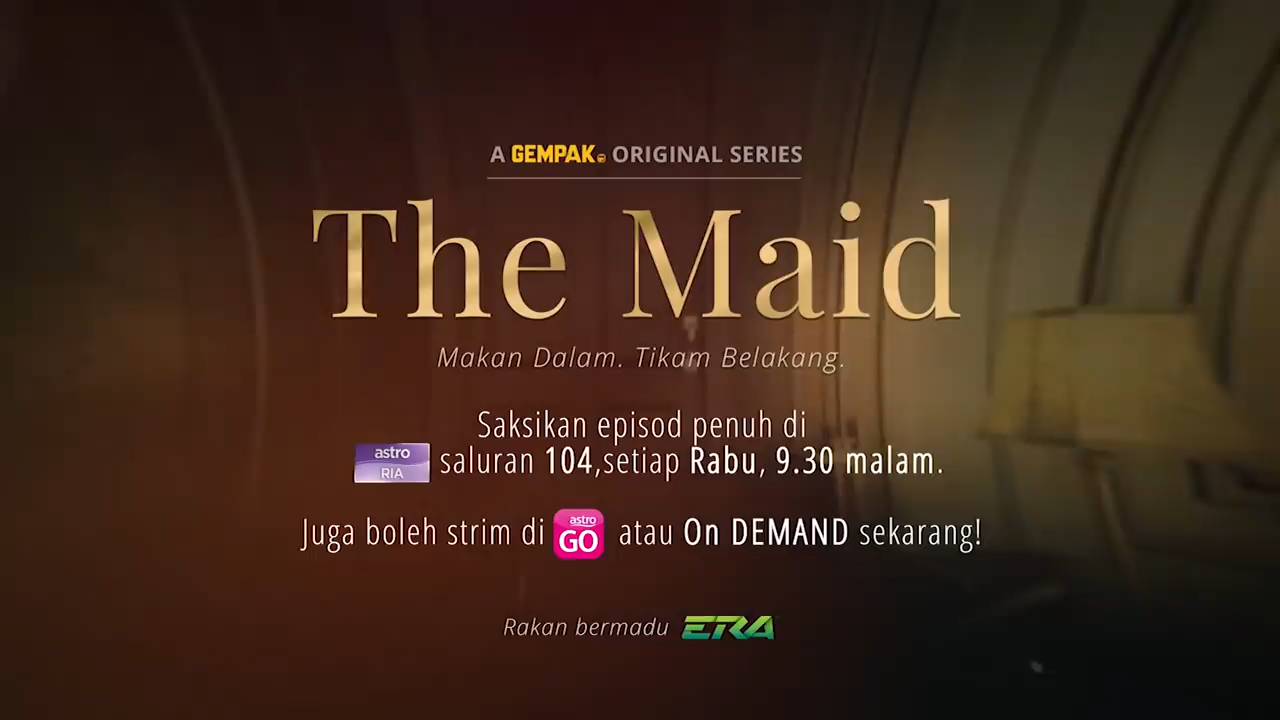 A GEMPAK ORIGINAL SERIES
The Maid
Makan Dalam. Tikam Belakang.
Saksikan episod penuh di
astro RIA saluran 104,setiap Rabu, 9.30 malam.
Juga boleh strim di astro GO atau On DEMAND sekarang!
Rakan bermadu ERA